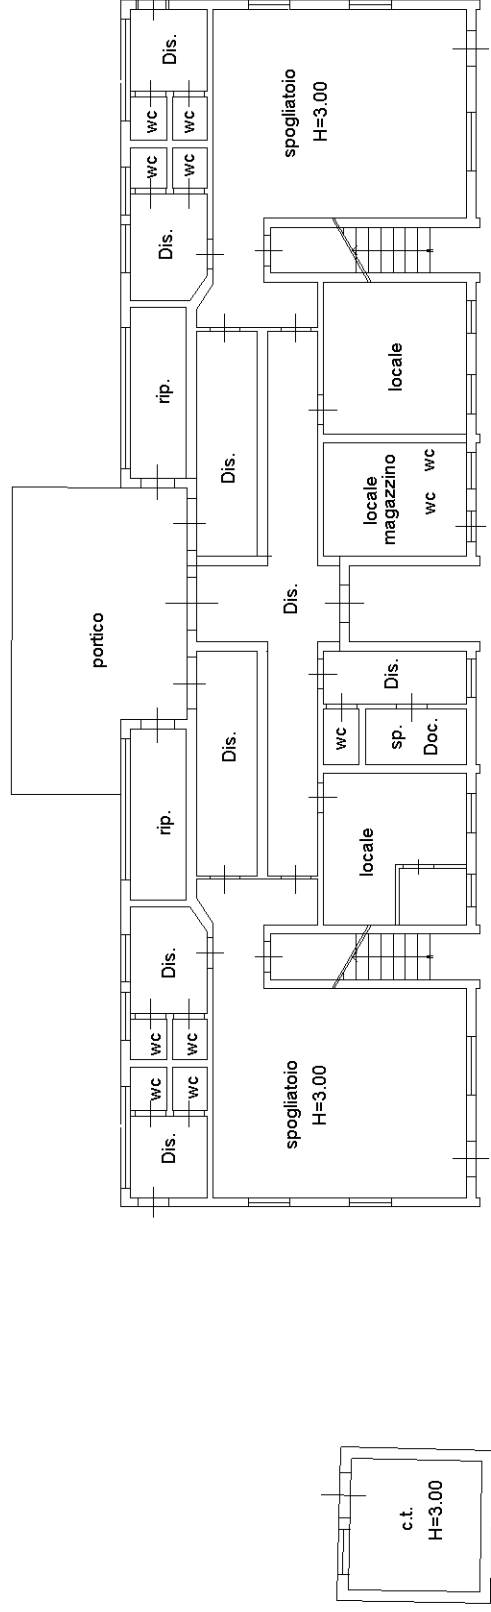 Dis.
wc
wc
wc
wc
Dis.
spogliatoio
H=3.00
rip.
Dis.
locale
locale
magazzino
wc
wc
portico
Dis.
Dis.
Dis.
wc
sp.
Doc.
rip.
locale
Dis.
wc
wc
wc
wc
Dis.
spogliatoio
H=3.00
c.t.
H=3.00